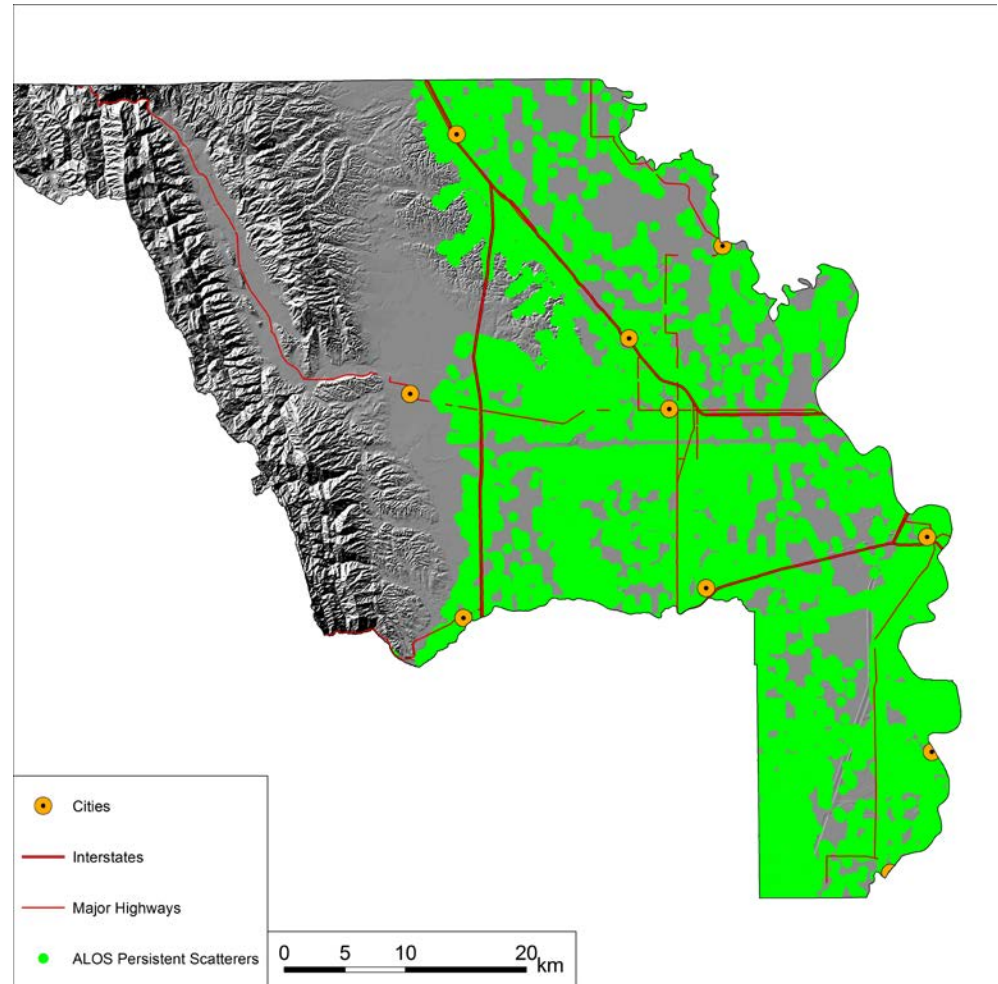 Cities
Interstates
Major Highways
ALOS Persistent Scatterers
0 5 10 20
km